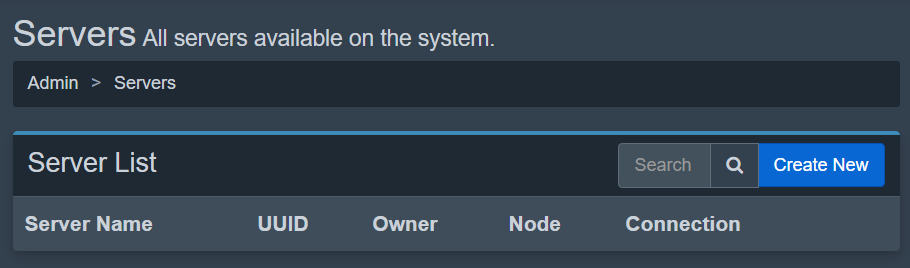 Servers All servers available on the system.
Admin > Servers
Server List Search Create New
Server Name UUID Owner Node Connection